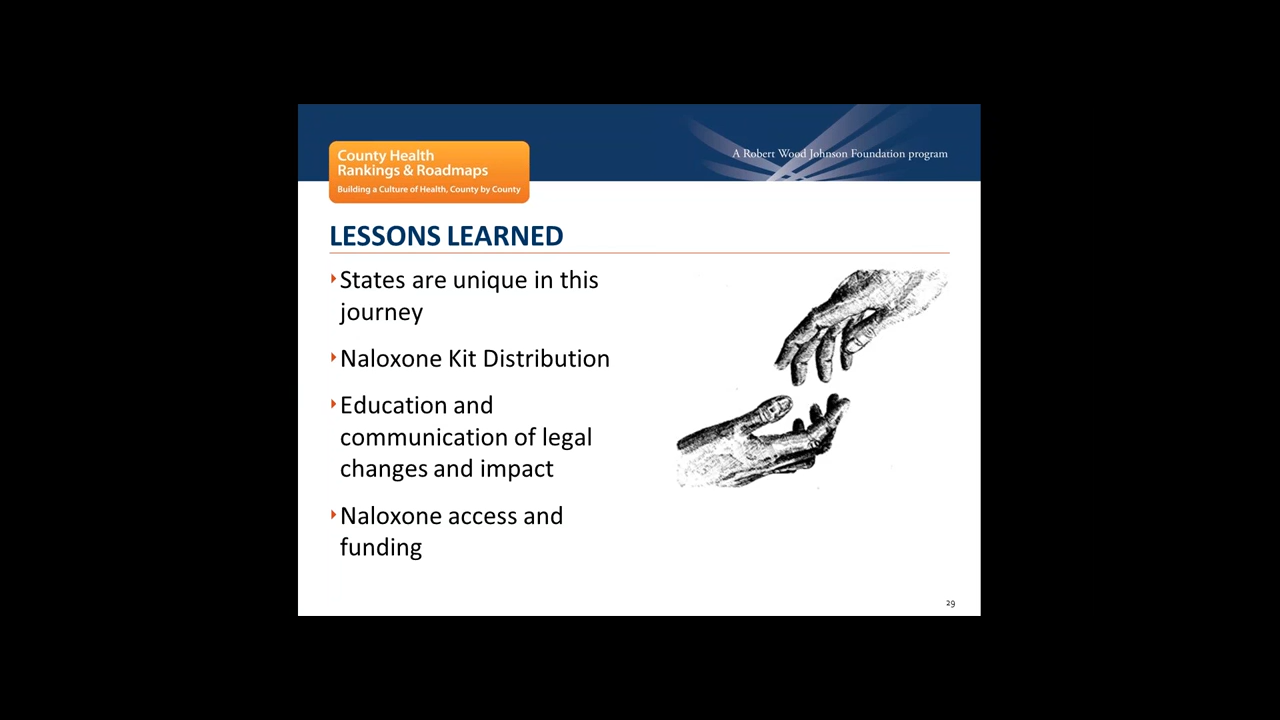 County Health
Rankings & Roadmaps
Building a Culture of Health, County by County
A Robert Wood Johnson Foundation program
LESSONS LEARNED
States are unique in this
journey
Naloxone Kit Distribution
Education and
communication of legal
changes and impact
Naloxone access and
funding
29